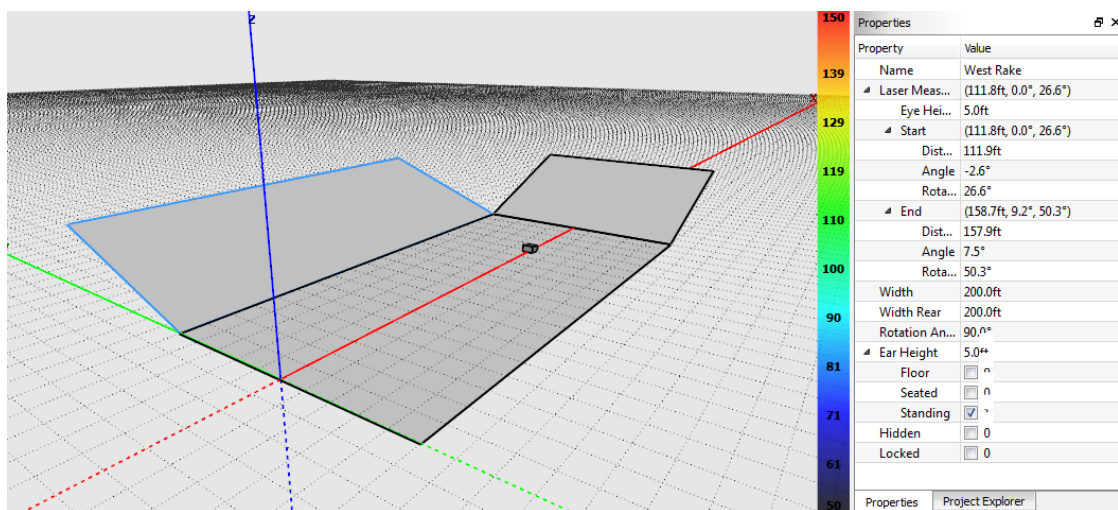 Z
X
150
139
129
119
110
100
90
81
71
61
50
Properties
Property Value
Name West Rake
Laser Meas... (111.8ft, 0.0°, 26.6°)
Eye Hei... 5.0ft
Start (111.8ft, 0.0°, 26.6°)
Dist... 111.9ft
Angle -2.6°
Rota... 26.6°
End (158.7ft, 9.2°, 50.3°)
Dist... 157.9ft
Angle 7.5°
Rota... 50.3°
Width 200.0ft
Width Rear 200.0ft
Rotation An... 90.0°
Ear Height 5.0ft
Floor
Seated
Standing
Hidden 0
Locked 0
Properties Project Explorer